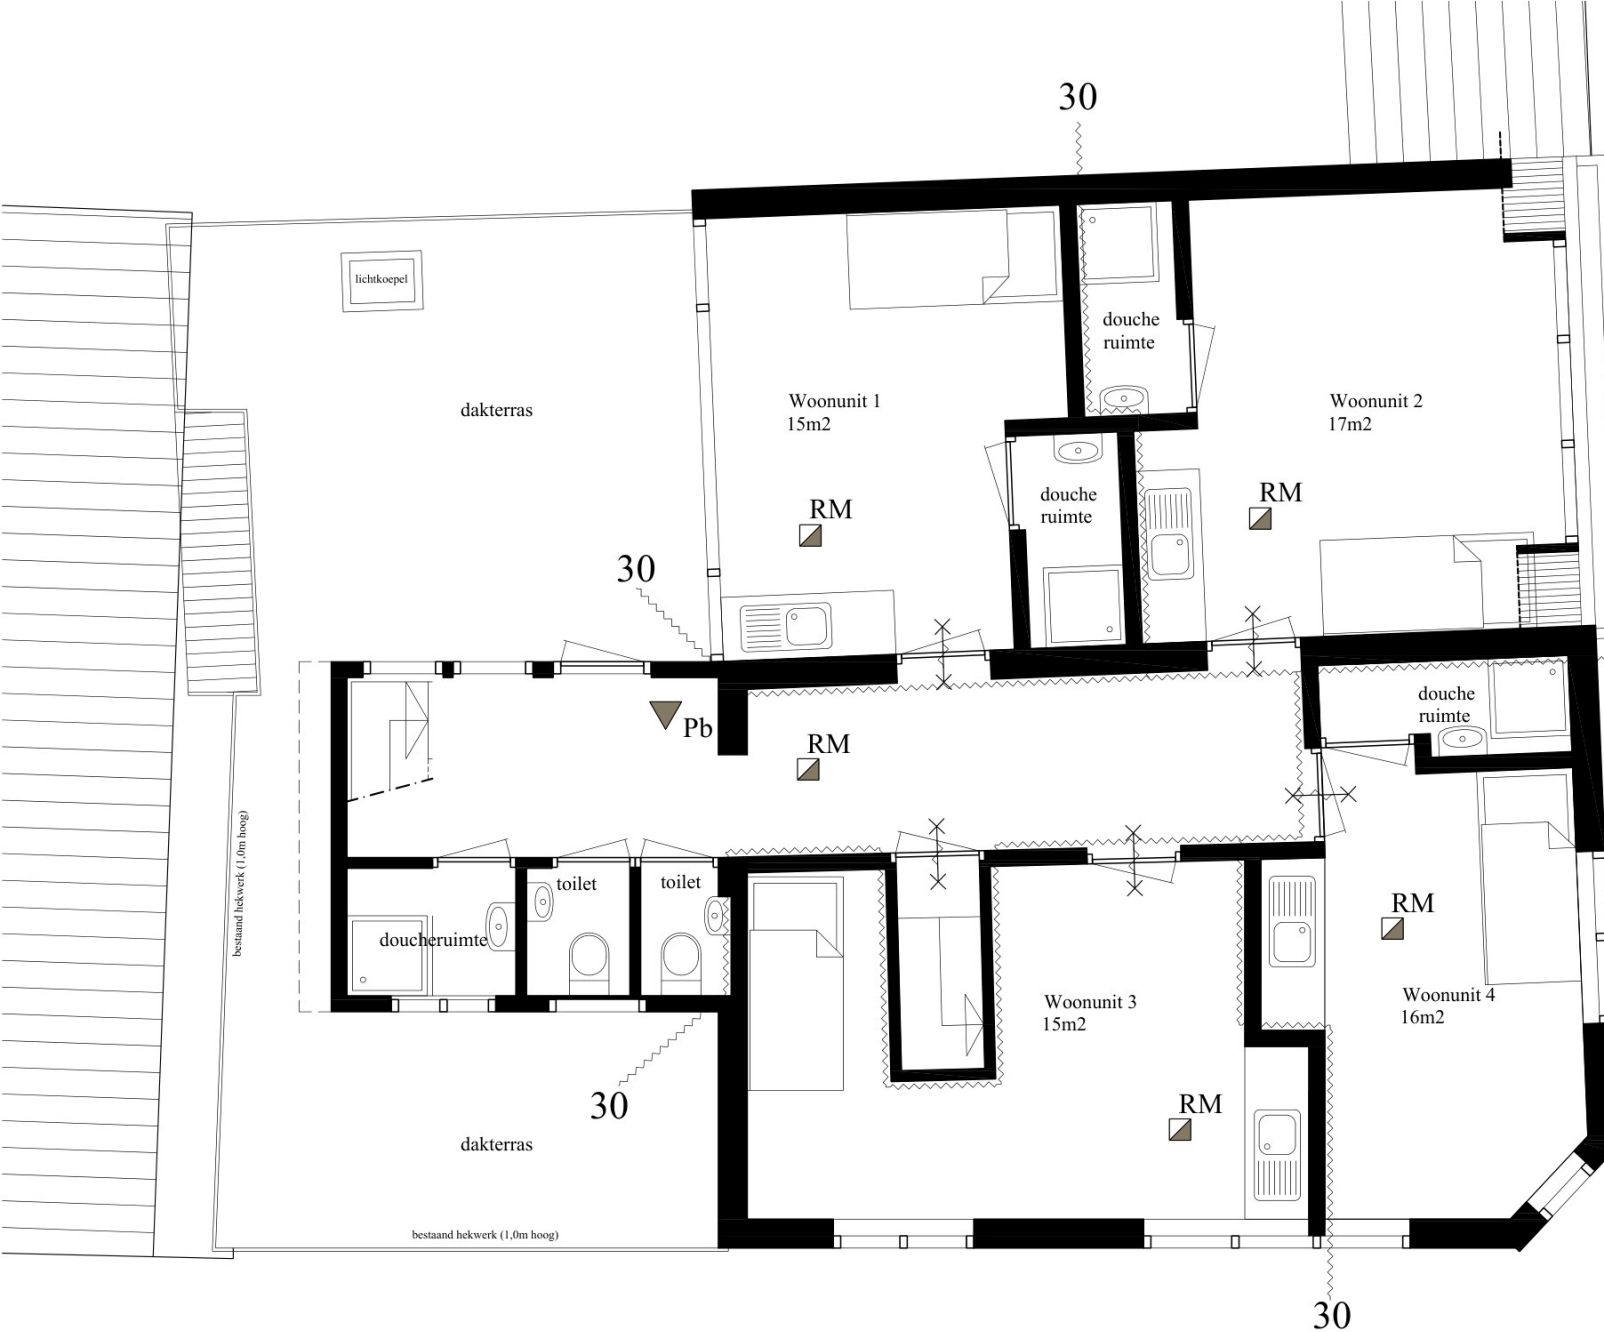 30
lichtkoepel
douche
ruimte
dakterras
Woonunit 1
15m2
Woonunit 2
17m2
RM
douche
ruimte
RM
30
douche
ruimte
Pb
RM
bestaand hekwerk (1,0m hoog)
toilet
toilet
doucheruimte
RM
Woonunit 3
15m2
Woonunit 4
16m2
30
RM
dakterras
bestaand hekwerk (1,0m hoog)
30